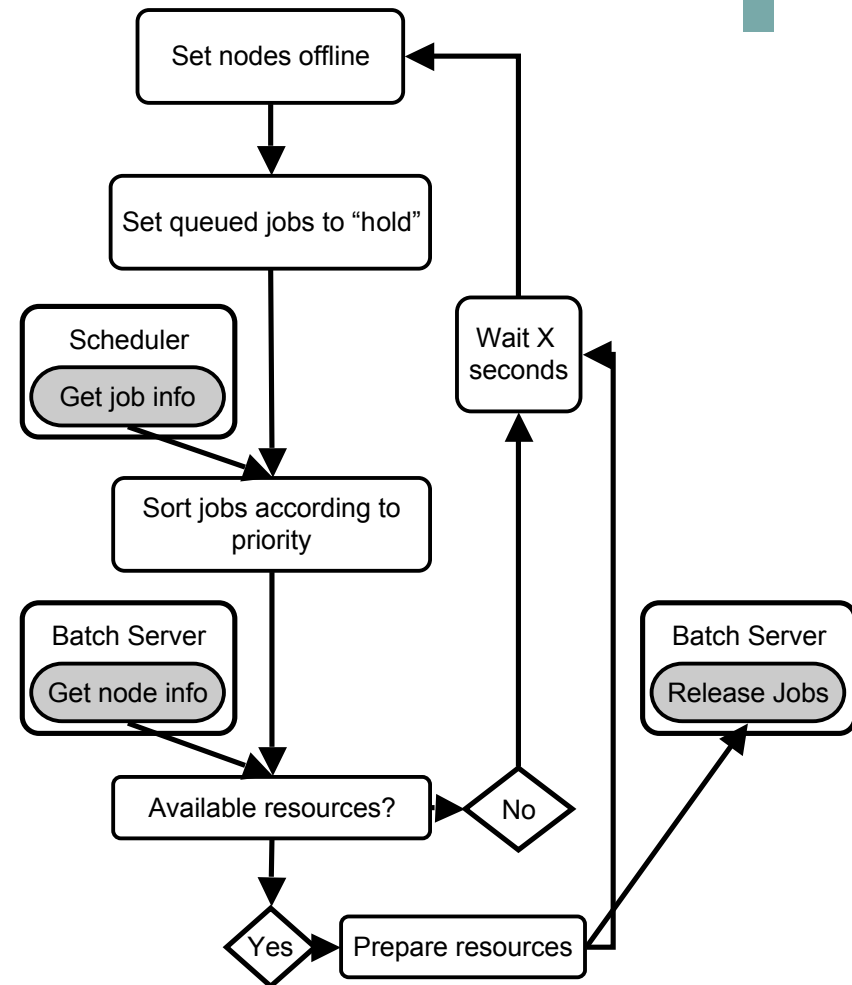 Set nodes offline
Set queued jobs to “hold”
Scheduler
Get job info
Wait X
seconds
Sort jobs according to
priority
Batch Server
Get node info
Batch Server
Release Jobs
Available resources?
No
Yes
Prepare resources